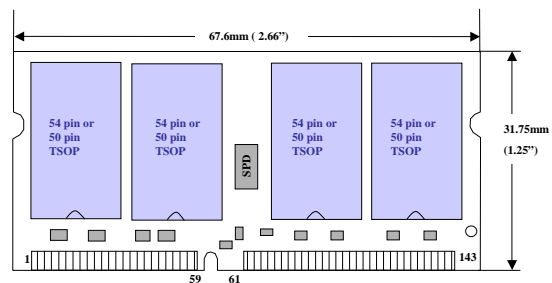 67.6mm ( 2.66”)
54 pin or
50 pin
TSOP
54 pin or
50 pin
TSOP
SPD
54 pin or
50 pin
TSOP
54 pin or
50 pin
TSOP
31.75mm
(1.25”)
1
59
61
143